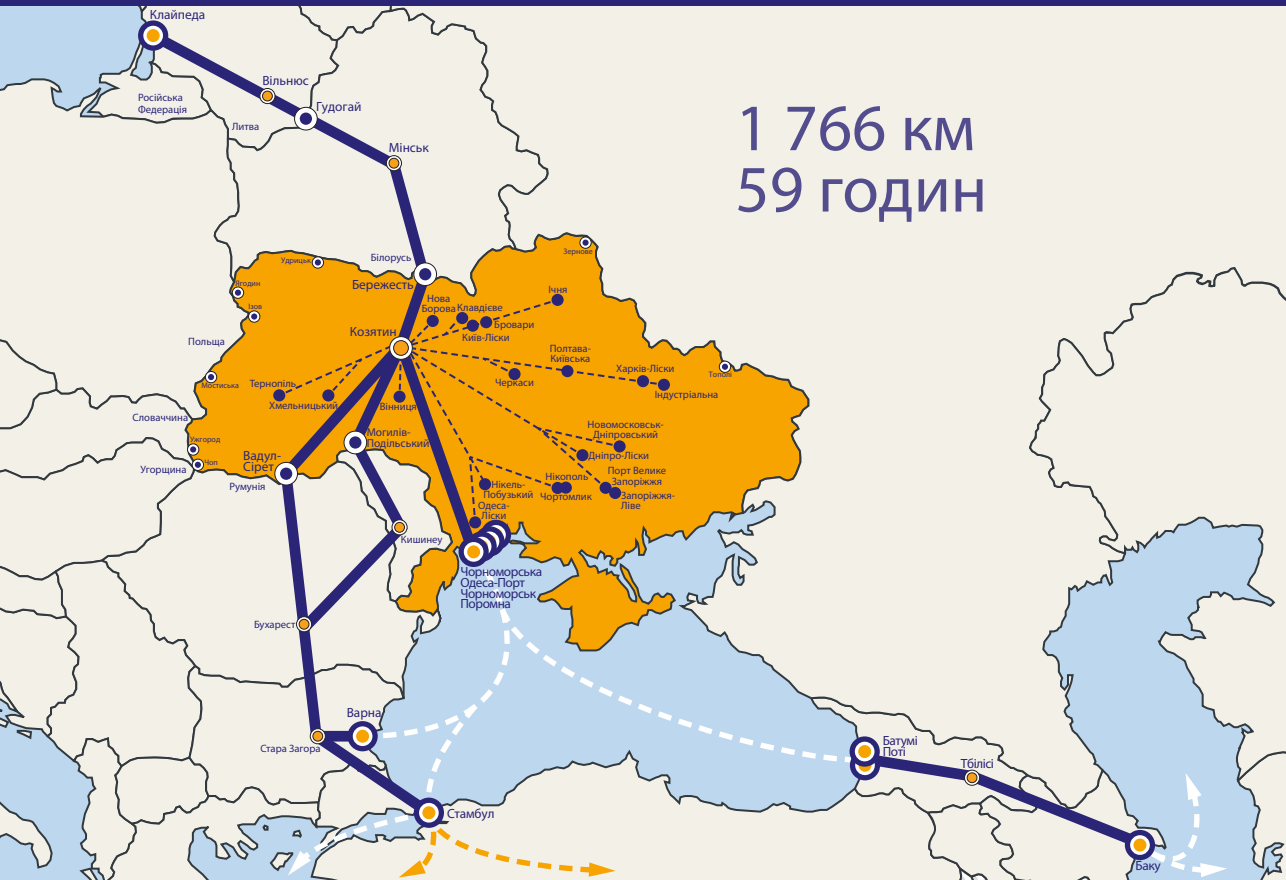 Клайпеда
Вільнюс
Російська
Федерація
Гудогай
Литва
Мінськ
1 766 км
59 годин
Зернове
Білорусь
Удрицьк
Бережесть
Ягодин
Ічня
Нова
Борова
Клавдієве
Ізов
Бровари
Козятин
Київ-Ліски
Польща
Полтава-
Київська
Харків-Ліски
Тополі
Мостиська
Тернопіль
Черкаси
Індустріальна
Хмельницький
Вінниця
Словаччина
Новомосковськ-
Дніпровський
Могилів-
Подільський
Ужгород
Вадул-
Сірет
Дніпро-Ліски
Чоп
Угорщина
Порт Велике
Запоріжжя
Нікополь
Румунія
Нікель-
Побузький
Чортомлик
Запоріжжя-
Ліве
Одеса-
Ліски
Кишинеу
Чорноморська
Одеса-Порт
Чорноморськ
Поромна
Бухарест
Варна
Стара Загора
Батумі
Поті
Тбілісі
Стамбул
Баку